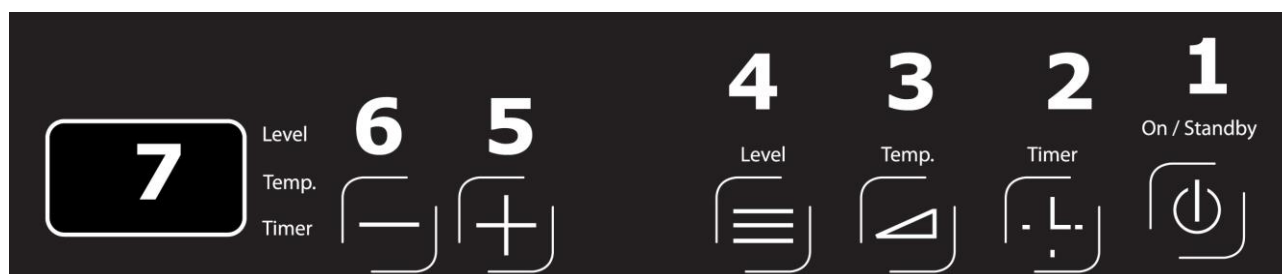 1
4 3 2
On / Standby
6 5
Level
7
Level Temp. Timer
Temp.
Timer